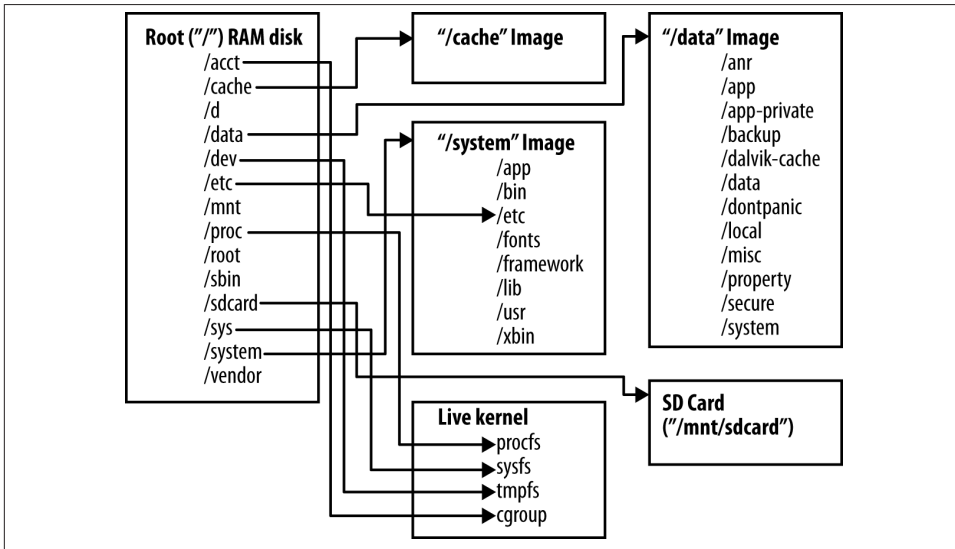 Root ("/") RAM disk
/acct
/cache
/d
/data
/dev
/etc
/mnt
/proc
/root
/sbin
/sdcard
/sys
/system
/vendor
“/cache” Image
“/system” Image
/app
/bin
/etc
/fonts
/framework
/lib
/usr
/xbin
Live kernel
procfs
sysfs
tmpfs
cgroup
“/data” Image
/anr
/app
/app-private
/backup
/dalvik-cache
/data
/dontpanic
/local
/misc
/property
/secure
/system
SD Card
("/mnt/sdcard")